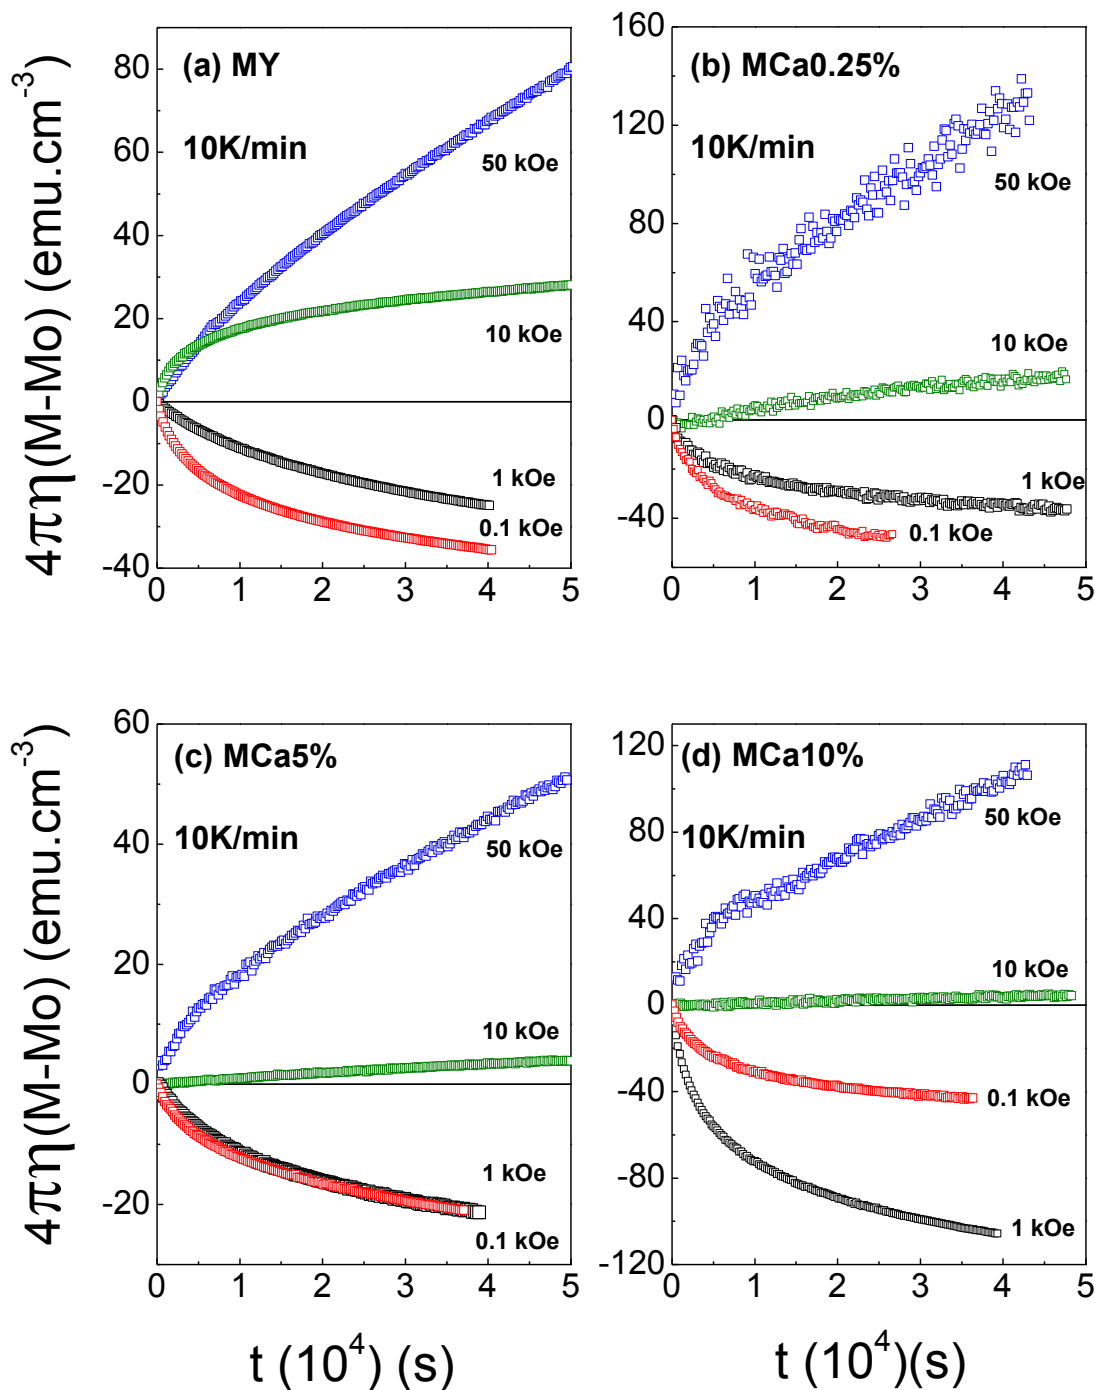 (a) MY
10K/min
50 kOe
10 kOe
1 kOe
0.1 kOe
80
60
40
20
0
-20
-40
0 1 2 3 4 5
4πη(M-Mo) (emu.cm⁻³)
(b) MCa0.25%
10K/min
50 kOe
10 kOe
1 kOe
0.1 kOe
160
120
80
40
0
-40
0 1 2 3 4 5
(c) MCa5%
10K/min
50 kOe
10 kOe
1 kOe
0.1 kOe
60
40
20
0
-20
0 1 2 3 4 5
4πη(M-Mo) (emu.cm⁻³)
t (10⁴) (s)
(d) MCa10%
10K/min
50 kOe
10 kOe
0.1 kOe
1 kOe
120
80
40
0
-40
-80
-120
0 1 2 3 4 5
t (10⁴)(s)